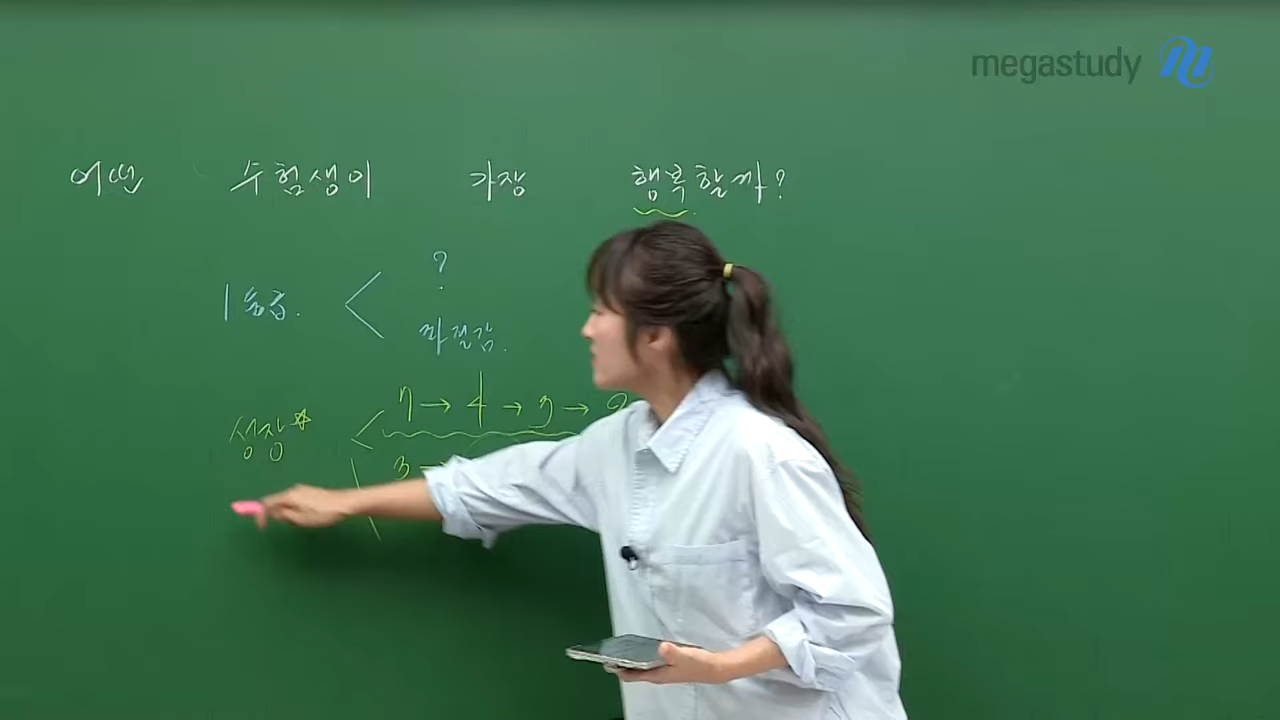 megastudy
어떤 수험생이 가장 행복할까?
?
1등급.
좌절감.
7 → 4 → 3 → 2
성장*
3 →